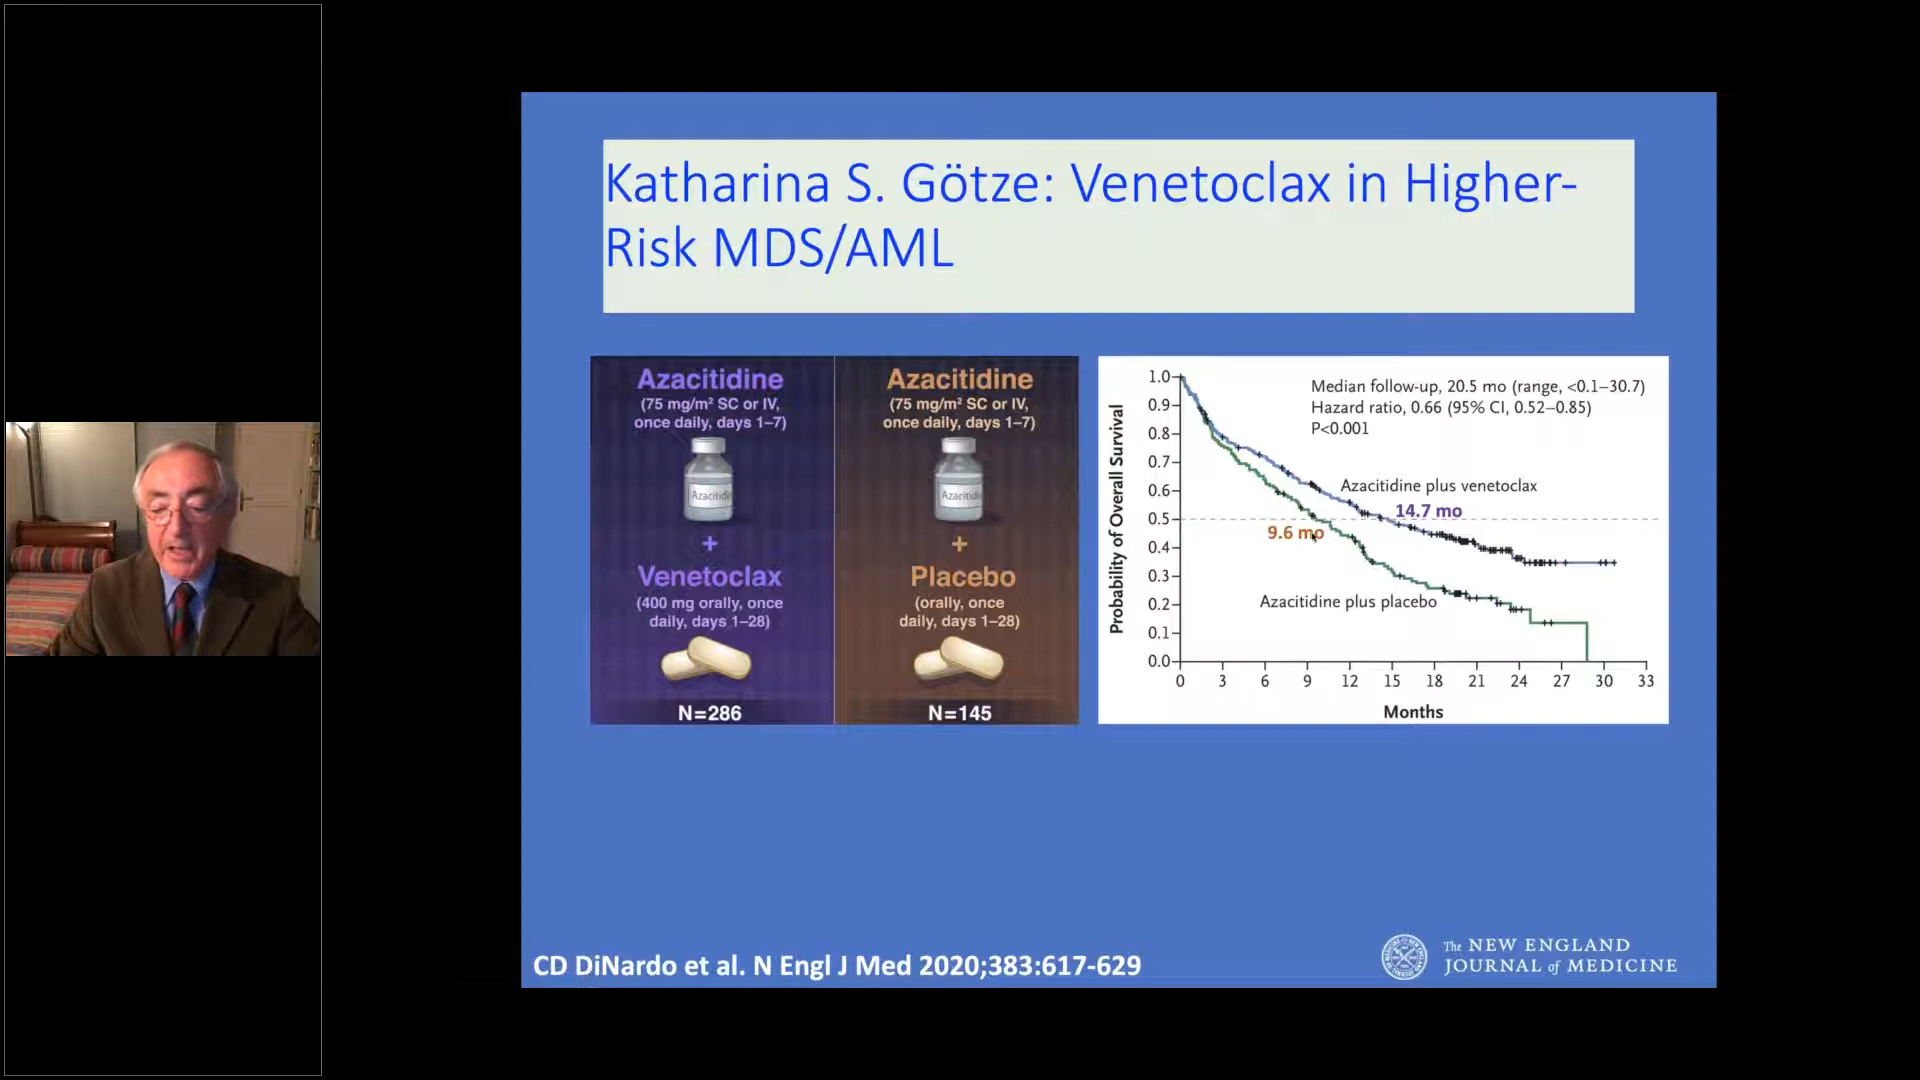 Katharina S. Götze: Venetoclax in Higher-
Risk MDS/AML
Azacitidine
(75 mg/m² SC or IV,
once daily, days 1–7)
Azacitidine
+
Venetoclax
(400 mg orally, once
daily, days 1–28)
N=286
Azacitidine
(75 mg/m² SC or IV,
once daily, days 1–7)
Azacitidine
+
Placebo
(orally, once
daily, days 1–28)
N=145
Probability of Overall Survival
1.0
0.9
0.8
0.7
0.6
0.5
0.4
0.3
0.2
0.1
0.0
Median follow-up, 20.5 mo (range, <0.1–30.7)
Hazard ratio, 0.66 (95% CI, 0.52–0.85)
P<0.001
Azacitidine plus venetoclax
14.7 mo
9.6 mo
Azacitidine plus placebo
0 3 6 9 12 15 18 21 24 27 30 33
Months
CD DiNardo et al. N Engl J Med 2020;383:617-629
The NEW ENGLAND
JOURNAL of MEDICINE